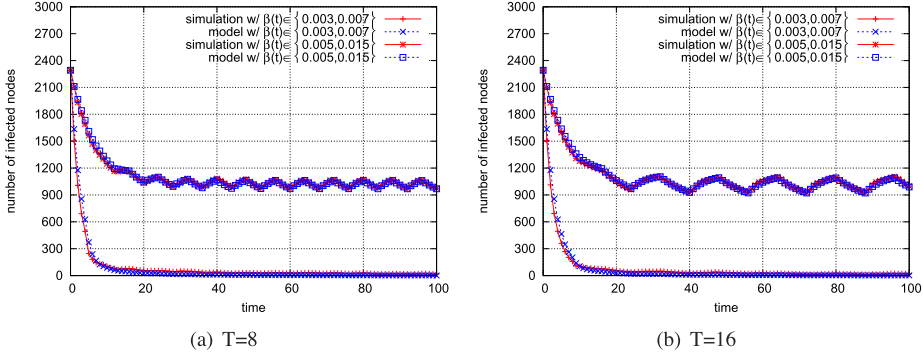 3000
2700
2400
2100
1800
1500
1200
900
600
300
0
0 20 40 60 80 100
number of infected nodes
time
simulation w/ β(t)∈{0.003,0.007}
model w/ β(t)∈{0.003,0.007}
simulation w/ β(t)∈{0.005,0.015}
model w/ β(t)∈{0.005,0.015}
(a) T=8
3000
2700
2400
2100
1800
1500
1200
900
600
300
0
0 20 40 60 80 100
number of infected nodes
time
simulation w/ β(t)∈{0.003,0.007}
model w/ β(t)∈{0.003,0.007}
simulation w/ β(t)∈{0.005,0.015}
model w/ β(t)∈{0.005,0.015}
(b) T=16